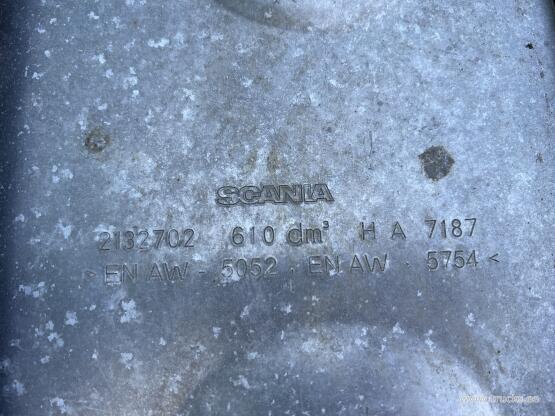 SCANIA
2132702 610 dm³ H A 7187
> EN AW - 5052 . EN AW - 5754 <